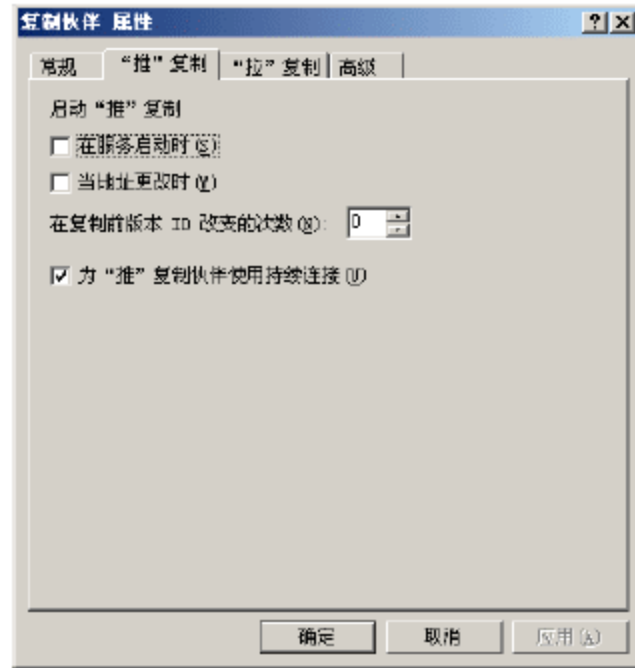 复制伙伴 属性
常规 “推”复制 “拉”复制 高级
启动“推”复制
在服务启动时(S)
当地址更改时(Y)
在复制前版本 ID 改变的次数(N): 0
为“推”复制伙伴使用持续连接(U)
确定 取消 应用(A)